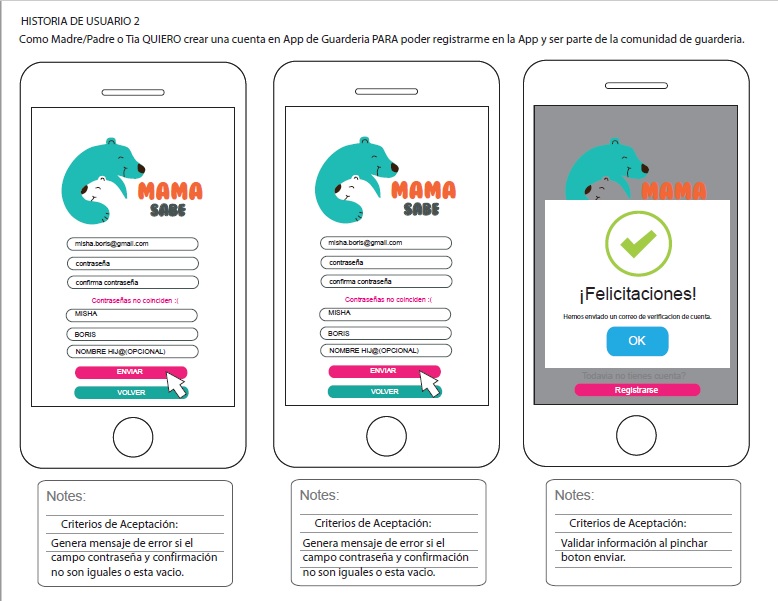 HISTORIA DE USUARIO 2
Como Madre/Padre o Tia QUIERO crear una cuenta en App de Guarderia PARA poder registrarme en la App y ser parte de la comunidad de guarderia.
MAMA
SABE
misha.boris@gmail.com
contraseña
confirma contraseña
Contraseñas no coinciden :(
MISHA
BORIS
NOMBRE HIJ@(OPCIONAL)
ENVIAR
VOLVER
Notes:
Criterios de Aceptación:
Genera mensaje de error si el
campo contraseña y confirmación
no son iguales o esta vacio.
MAMA
SABE
misha.boris@gmail.com
contraseña
confirma contraseña
Contraseñas no coinciden :(
MISHA
BORIS
NOMBRE HIJ@(OPCIONAL)
ENVIAR
VOLVER
Notes:
Criterios de Aceptación:
Genera mensaje de error si el
campo contraseña y confirmación
no son iguales o esta vacio.
MAMA
¡Felicitaciones!
Hemos enviado un correo de verificacion de cuenta.
OK
Todavía no tienes cuenta?
Registrarse
Notes:
Criterios de Aceptación:
Validar información al pinchar
boton enviar.